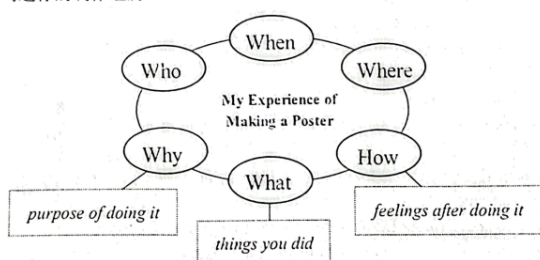 When
Who
Where
My Experience of
Making a Poster
Why
How
What
purpose of doing it
feelings after doing it
things you did